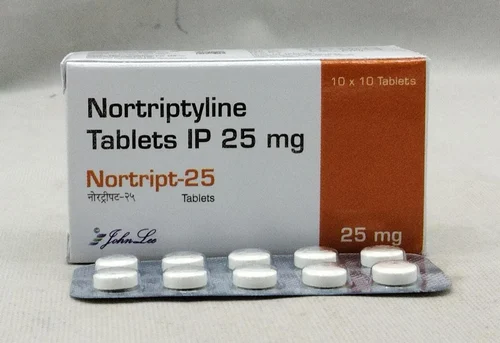 10 x 10 Tablets
Nortriptyline
Tablets IP 25 mg
Nortript-25
नोरट्रीपट-२५ Tablets
John Lee
25 mg